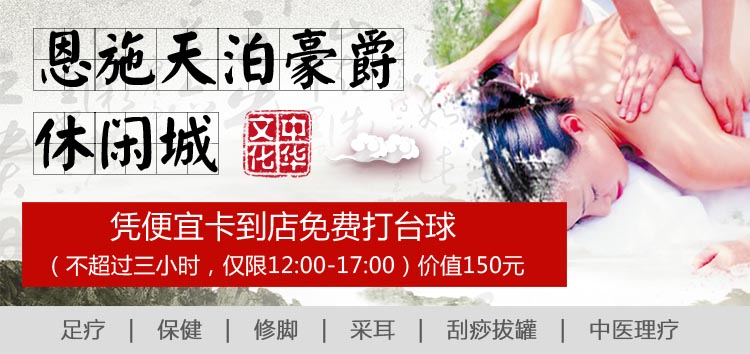 恩施天泊豪爵
休闲城
中华
文化
凭便宜卡到店免费打台球
（不超过三小时，仅限12:00-17:00）价值150元
足疗 | 保健 | 修脚 | 采耳 | 刮痧拔罐 | 中医理疗